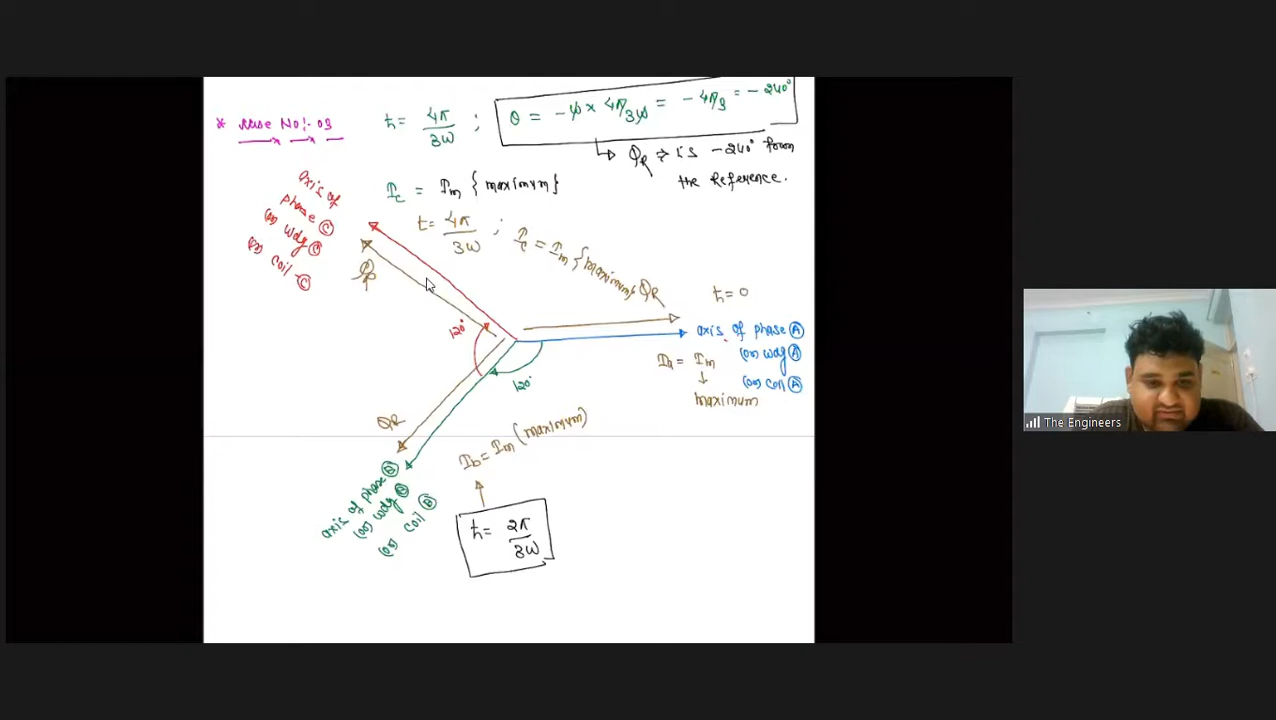 * Case No:- 03
t = 4π/3ω ;
θ = -ω × 4π/3ω = -4π/3 = -240°
ΦR ⇒ is -240° from
the Reference.
Ic = Im {maximum}
t = 4π/3ω ; Ic = Im {maximum}
axis of
phase C
(or) wdg C
(or) coil C
ΦR
ΦR
t = 0
axis of phase A
(or) wdg A
(or) coil A
Ia = Im
↓
maximum
120°
120°
ΦR
Ib = Im (maximum)
axis of phase B
(or) wdg B
(or) coil B
t = 2π/3ω
The Engineers